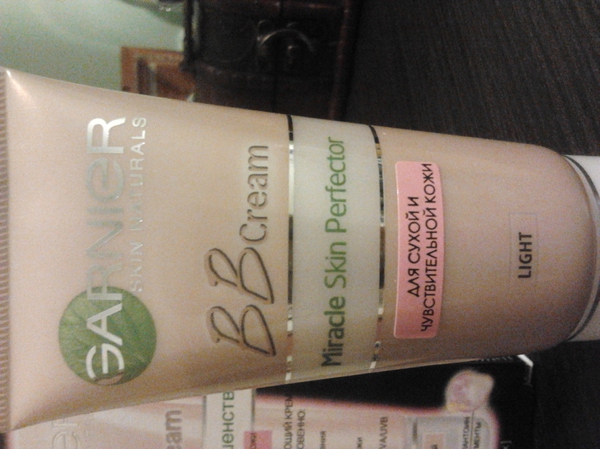 GARNIER
SKIN NATURALS
BB Cream
Miracle Skin Perfector
ДЛЯ СУХОЙ И
ЧУВСТВИТЕЛЬНОЙ КОЖИ
LIGHT